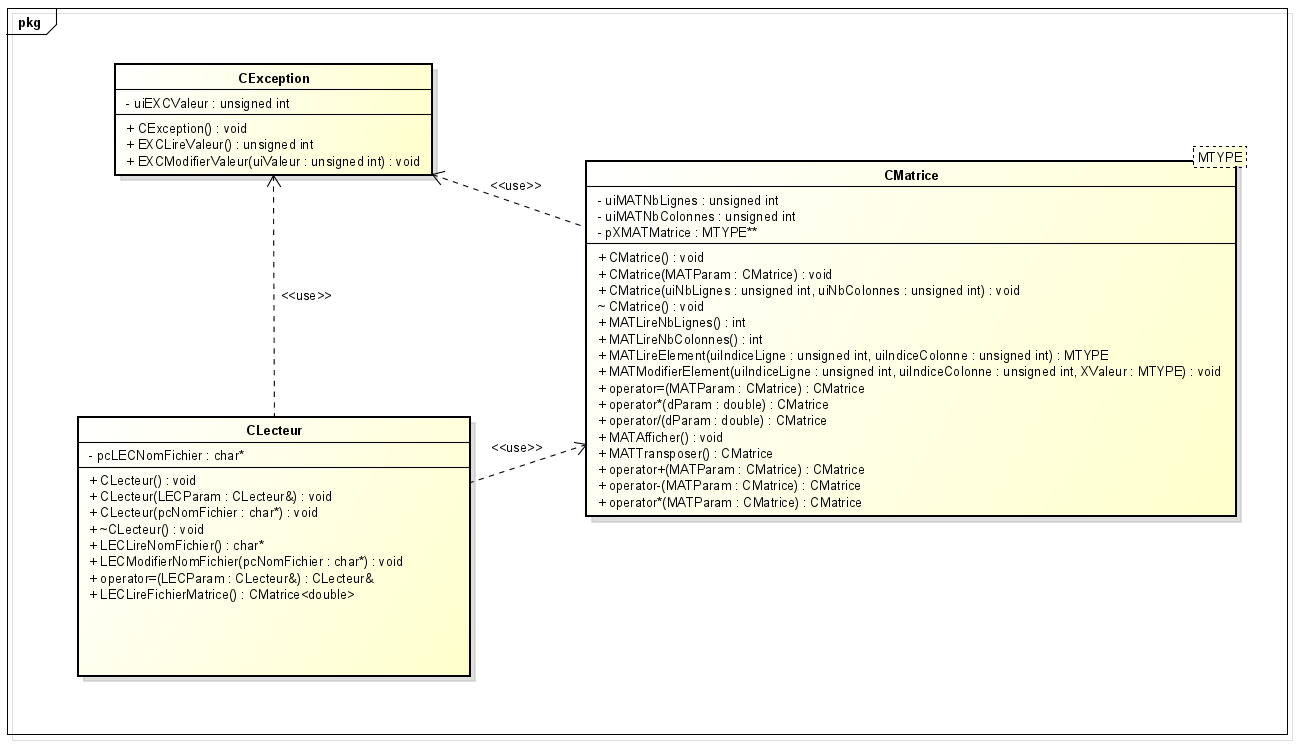 pkg
CException
- uiEXCValeur : unsigned int
+ CException() : void
+ EXCLireValeur() : unsigned int
+ EXCModifierValeur(uiValeur : unsigned int) : void
<<use>>
<<use>>
MTYPE
CMatrice
- uiMATNbLignes : unsigned int
- uiMATNbColonnes : unsigned int
- pXMATMatrice : MTYPE**
+ CMatrice() : void
+ CMatrice(MATParam : CMatrice) : void
+ CMatrice(uiNbLignes : unsigned int, uiNbColonnes : unsigned int) : void
~ CMatrice() : void
+ MATLireNbLignes() : int
+ MATLireNbColonnes() : int
+ MATLireElement(uiIndiceLigne : unsigned int, uiIndiceColonne : unsigned int) : MTYPE
+ MATModifierElement(uiIndiceLigne : unsigned int, uiIndiceColonne : unsigned int, XValeur : MTYPE) : void
+ operator=(MATParam : CMatrice) : CMatrice
+ operator*(dParam : double) : CMatrice
+ operator/(dParam : double) : CMatrice
+ MATAfficher() : void
+ MATTransposer() : CMatrice
+ operator+(MATParam : CMatrice) : CMatrice
+ operator-(MATParam : CMatrice) : CMatrice
+ operator*(MATParam : CMatrice) : CMatrice
<<use>>
CLecteur
- pcLECNomFichier : char*
+ CLecteur() : void
+ CLecteur(LECParam : CLecteur&) : void
+ CLecteur(pcNomFichier : char*) : void
+ ~CLecteur() : void
+ LECLireNomFichier() : char*
+ LECModifierNomFichier(pcNomFichier : char*) : void
+ operator=(LECParam : CLecteur&) : CLecteur&
+ LECLireFichierMatrice() : CMatrice<double>